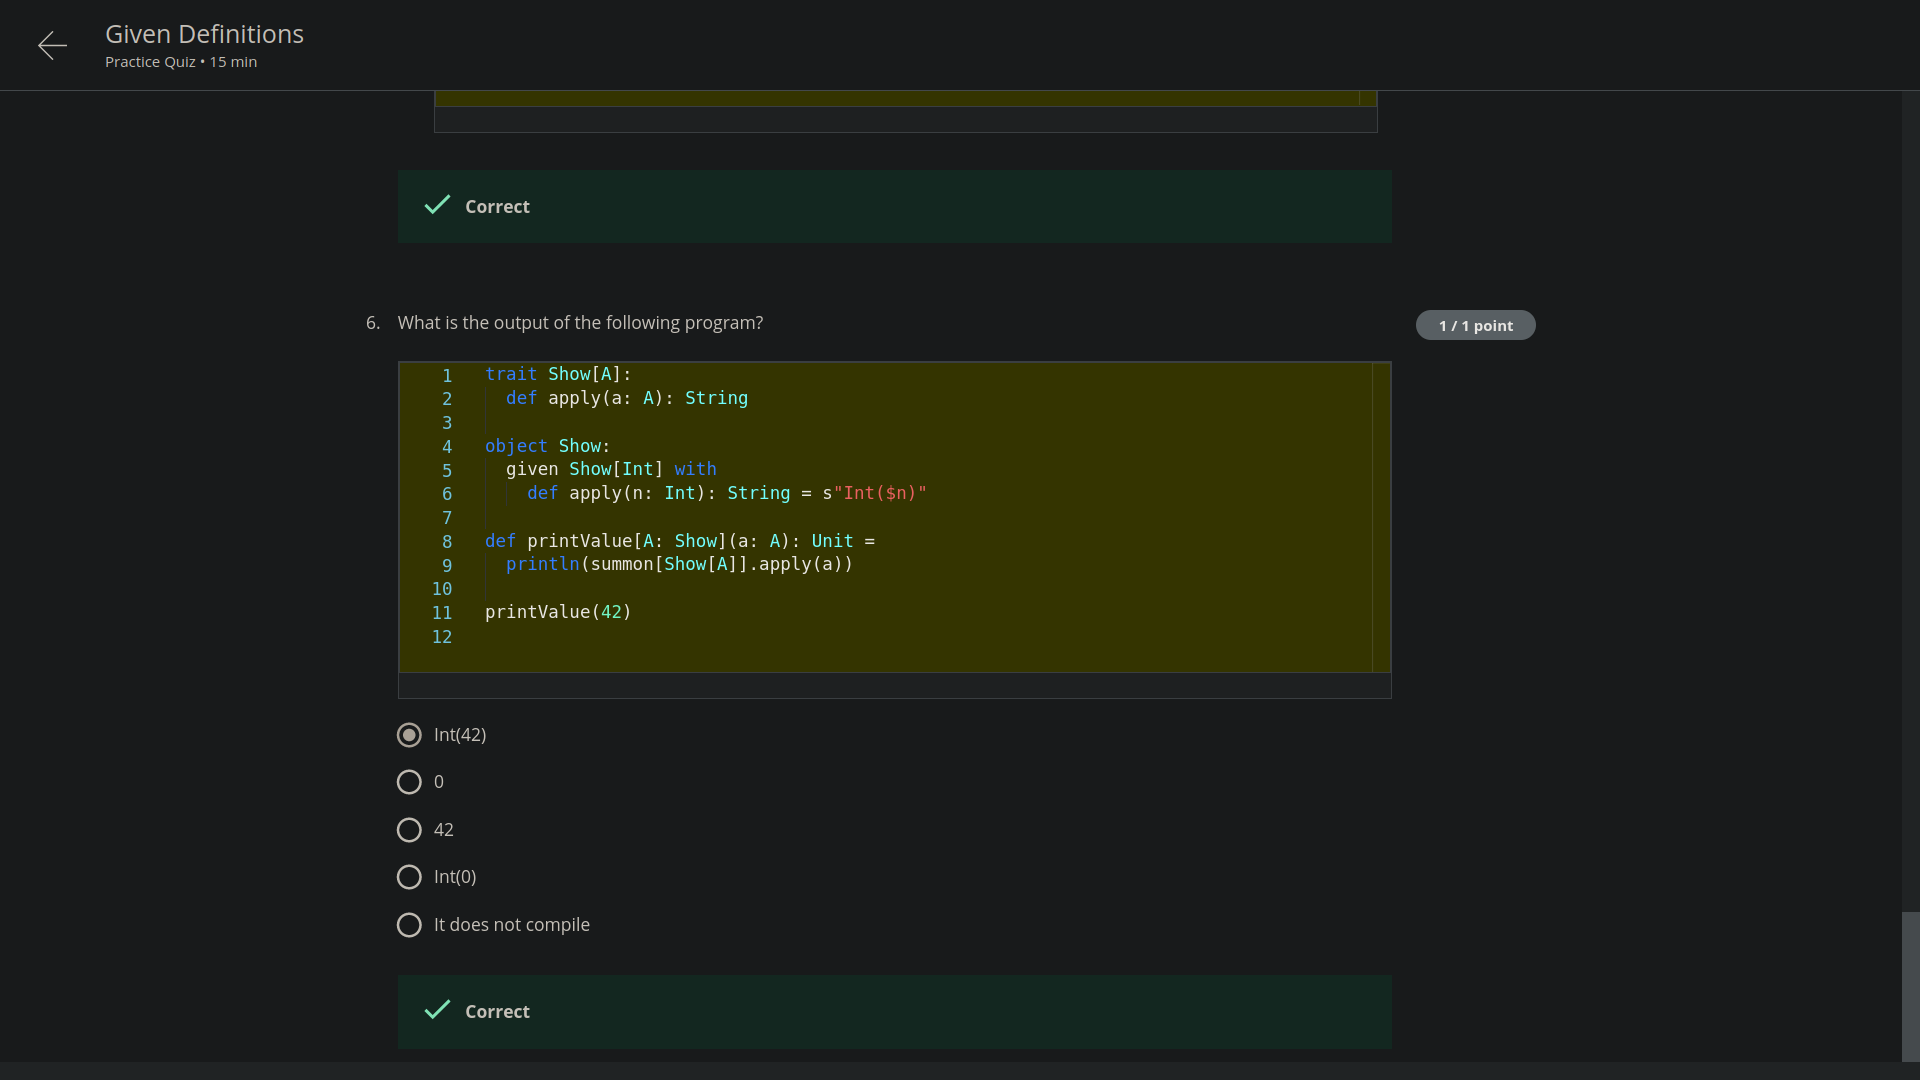 Given Definitions
Practice Quiz • 15 min
Correct
6. What is the output of the following program?
1 / 1 point
1 trait Show[A]:
2   def apply(a: A): String
3
4 object Show:
5   given Show[Int] with
6     def apply(n: Int): String = s"Int($n)"
7
8 def printValue[A: Show](a: A): Unit =
9   println(summon[Show[A]].apply(a))
10
11 printValue(42)
12
Int(42)
0
42
Int(0)
It does not compile
Correct